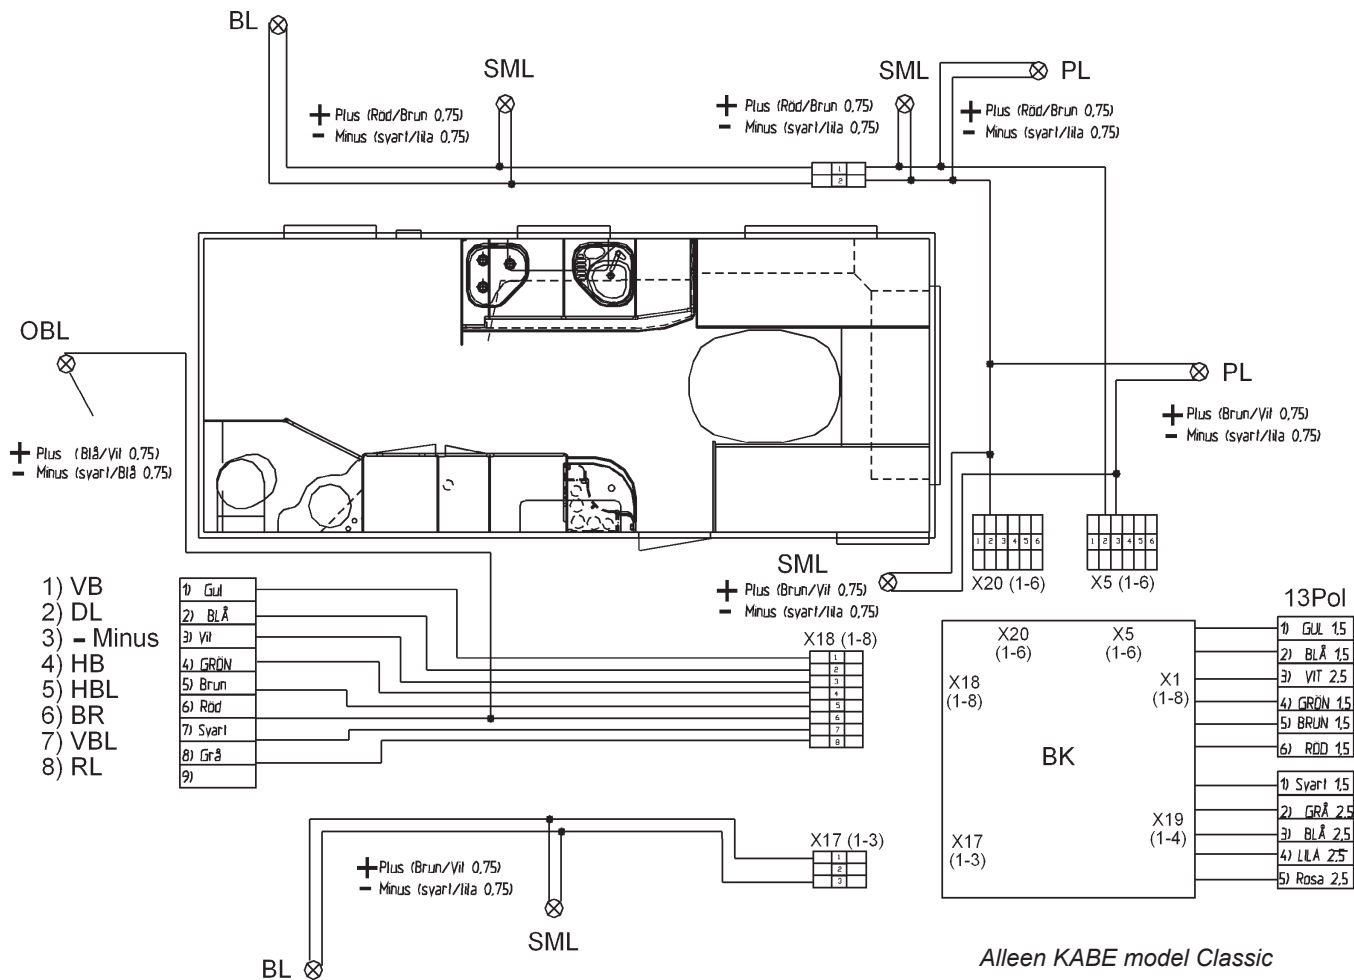 BL
SML
SML
PL
+ Plus (Röd/Brun 0,75)
- Minus (svart/lila 0,75)
+ Plus (Röd/Brun 0,75)
- Minus (svart/lila 0,75)
+ Plus (Röd/Brun 0,75)
- Minus (svart/lila 0,75)
1
2
OBL
+ Plus (Blå/Vit 0,75)
- Minus (svart/Blå 0,75)
PL
+ Plus (Brun/Vit 0,75)
- Minus (svart/lila 0,75)
1 2 3 4 5 6
X20 (1-6)
1 2 3 4 5 6
X5 (1-6)
SML
+ Plus (Brun/Vit 0,75)
- Minus (svart/lila 0,75)
1) VB
2) DL
3) - Minus
4) HB
5) HBL
6) BR
7) VBL
8) RL
1) Gul
2) BLÅ
3) Vit
4) GRÖN
5) Brun
6) Röd
7) Svart
8) Grå
9)
X18 (1-8)
1
2
3
4
5
6
7
8
13Pol
1) GUL 1,5
2) BLÅ 1,5
3) VIT 2,5
4) GRÖN 1,5
5) BRUN 1,5
6) RÖD 1,5
1) Svart 1,5
2) GRÅ 2,5
3) BLÅ 2,5
4) LILA 2,5
5) Rosa 2,5
X20
(1-6)
X5
(1-6)
X18
(1-8)
X1
(1-8)
BK
X17
(1-3)
X19
(1-4)
X17 (1-3)
1
2
3
+ Plus (Brun/Vit 0,75)
- Minus (svart/lila 0,75)
SML
BL
Alleen KABE model Classic